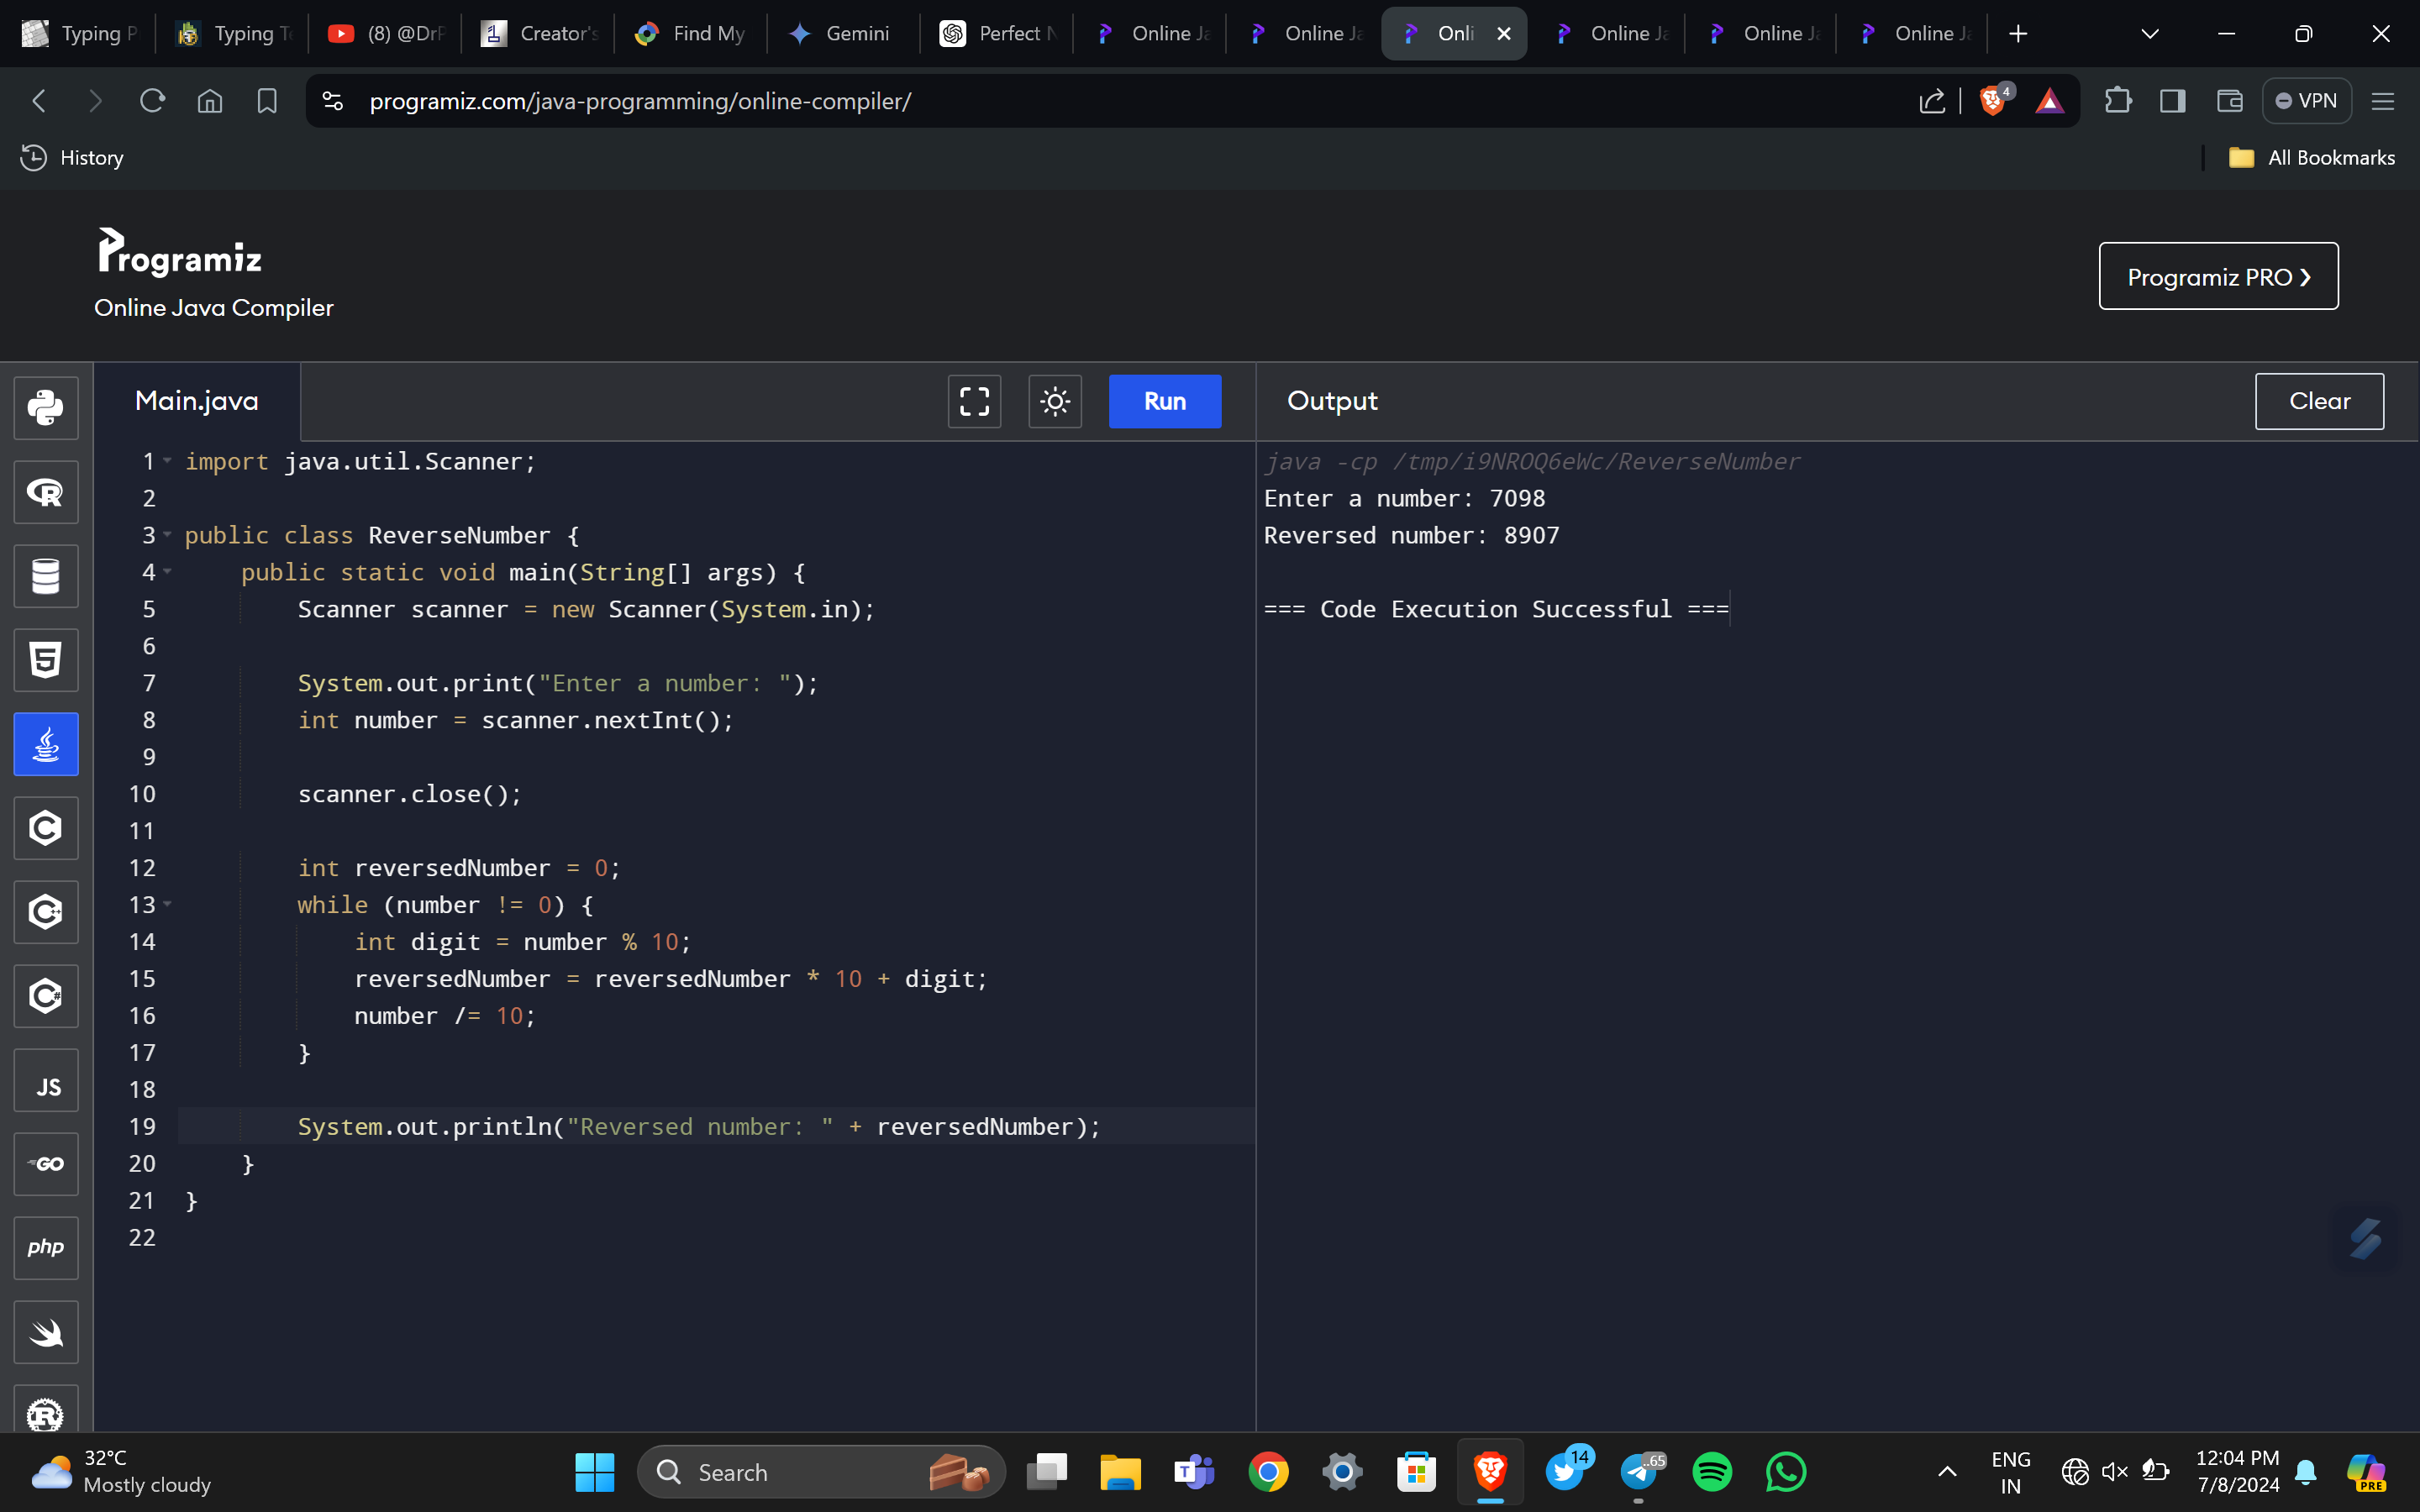 Typing P
Typing Te
(8) @DrP
Creator's
Find My
Gemini
Perfect N
Online Ja
Online Ja
Onli
Online Ja
Online Ja
Online Ja
programiz.com/java-programming/online-compiler/
4
VPN
History
All Bookmarks
Programiz
Online Java Compiler
Programiz PRO ❯
Main.java
Run
Output
Clear
1 import java.util.Scanner;
2
3 public class ReverseNumber {
4     public static void main(String[] args) {
5         Scanner scanner = new Scanner(System.in);
6
7         System.out.print("Enter a number: ");
8         int number = scanner.nextInt();
9
10         scanner.close();
11
12         int reversedNumber = 0;
13         while (number != 0) {
14             int digit = number % 10;
15             reversedNumber = reversedNumber * 10 + digit;
16             number /= 10;
17         }
18
19         System.out.println("Reversed number: " + reversedNumber);
20     }
21 }
22
java -cp /tmp/i9NROQ6eWc/ReverseNumber
Enter a number: 7098
Reversed number: 8907
=== Code Execution Successful ===
R
5
C
C++
C#
JS
GO
php
R
32°C
Mostly cloudy
Search
T
14
..65
ENG
IN
12:04 PM
7/8/2024
PRE